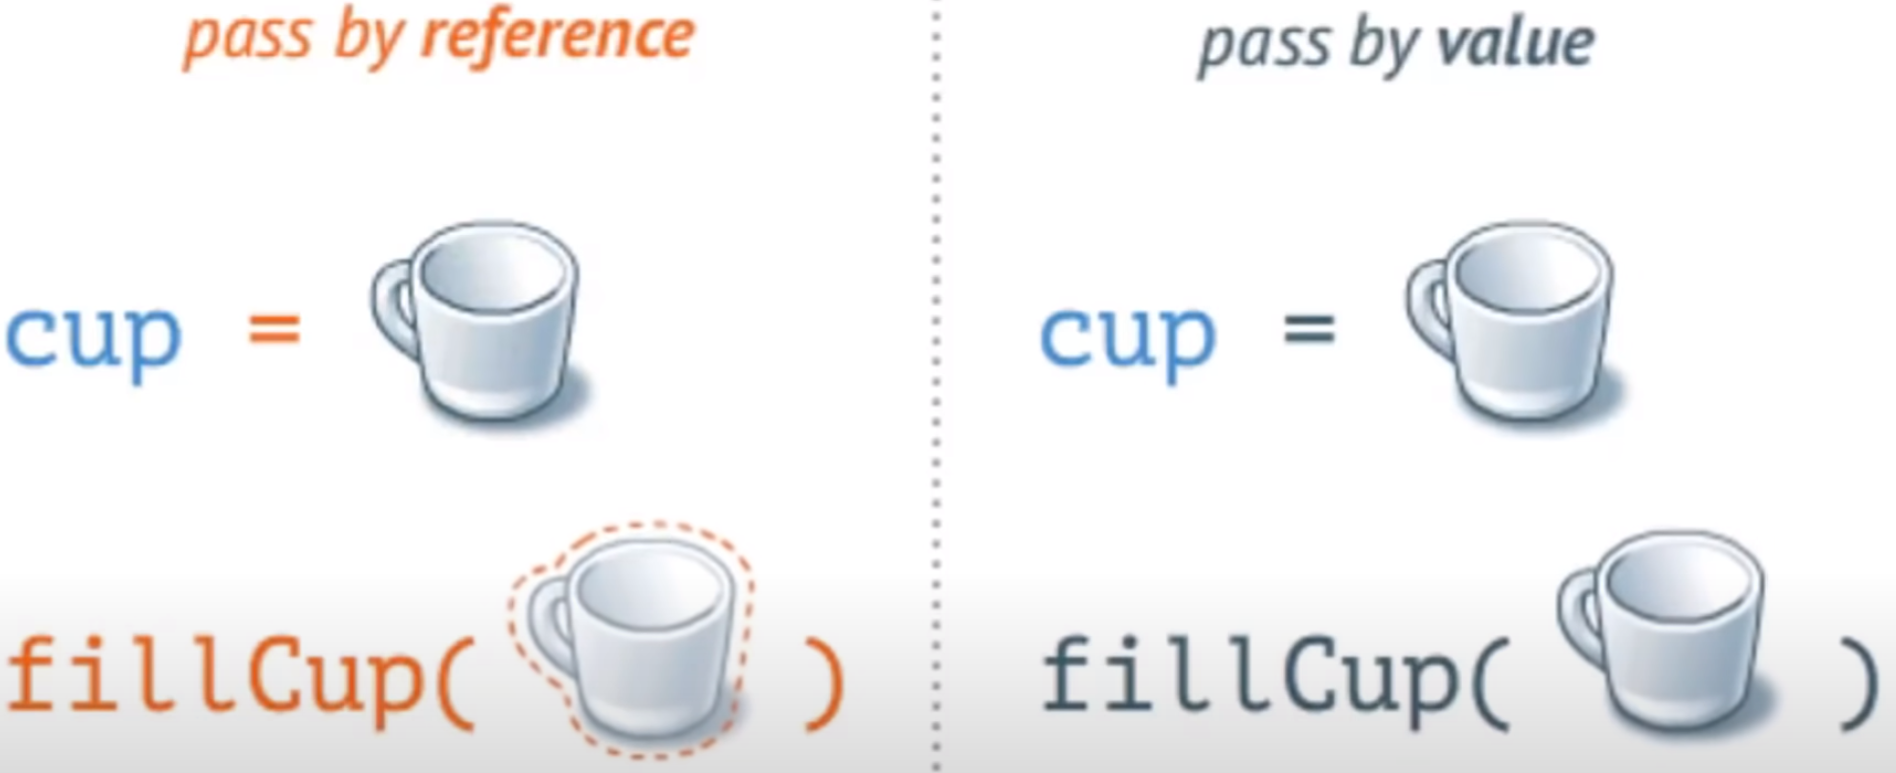 pass by reference
cup =
fillCup( )
pass by value
cup =
fillCup( )